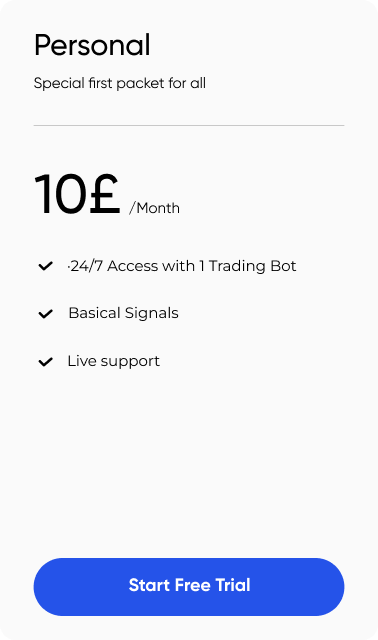 Personal
Special first packet for all
10£ /Month
·24/7 Access with 1 Trading Bot
Basical Signals
Live support
Start Free Trial